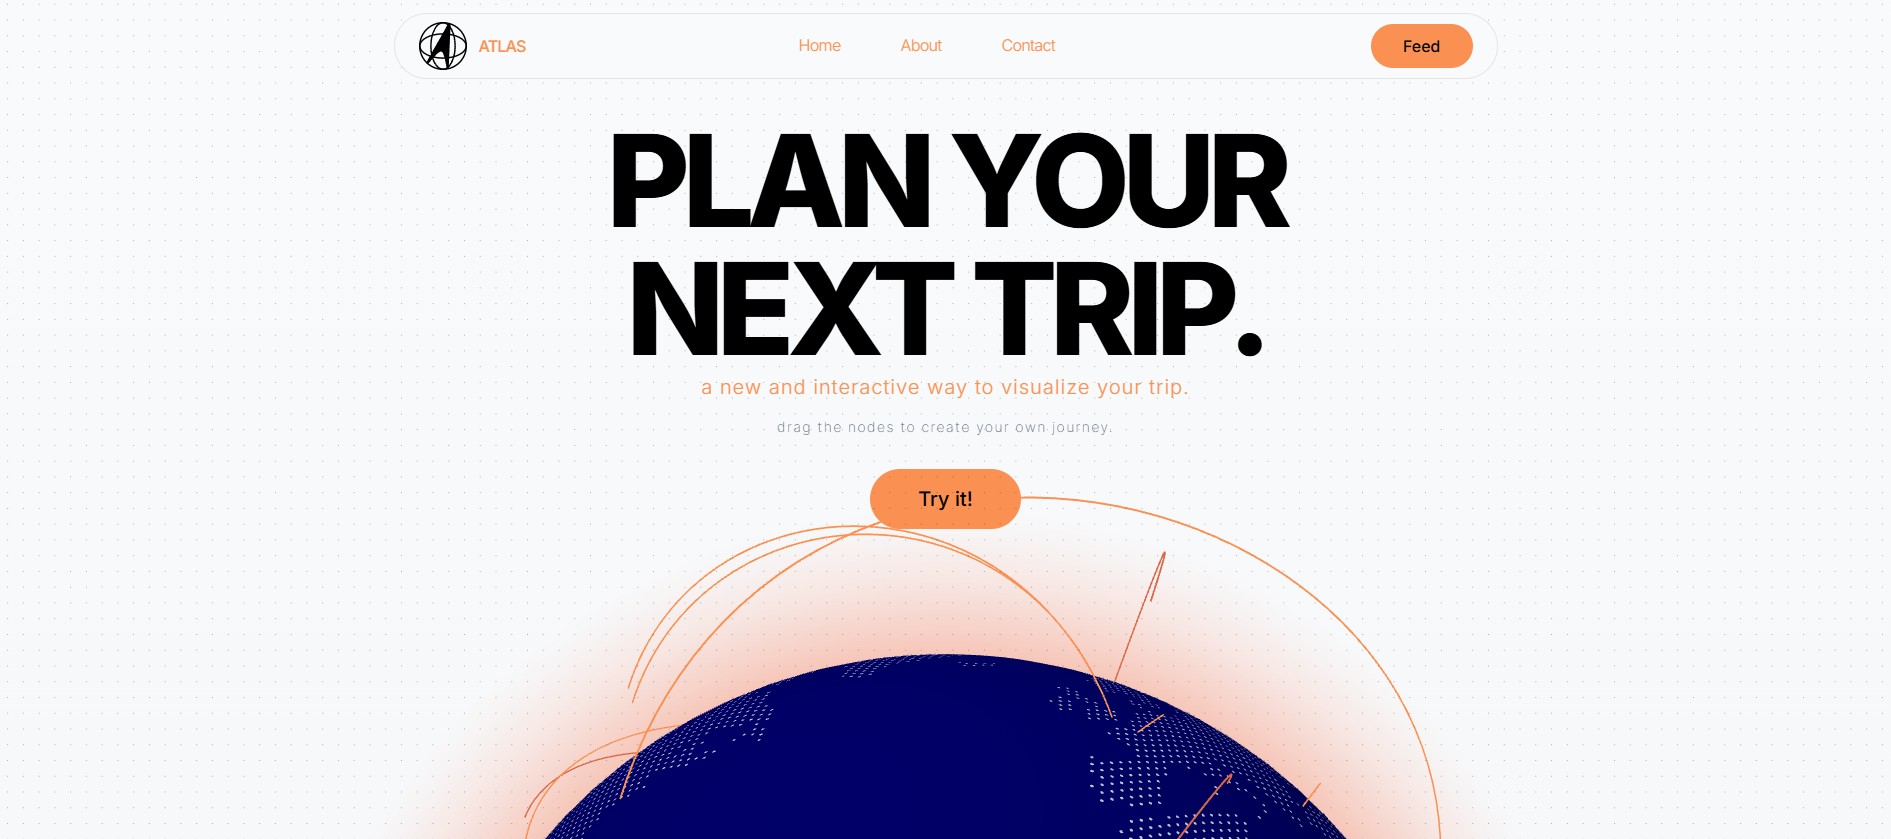 ATLAS
Home
About
Contact
Feed
PLAN YOUR
NEXT TRIP.
a new and interactive way to visualize your trip.
drag the nodes to create your own journey.
Try it!